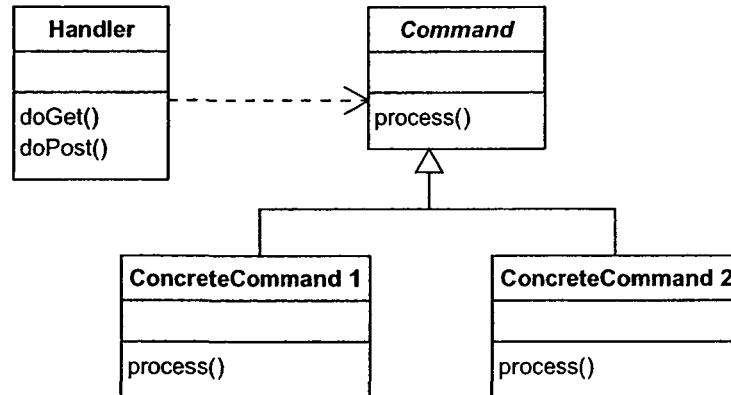 Handler
doGet()
doPost()
Command
process()
ConcreteCommand 1
process()
ConcreteCommand 2
process()